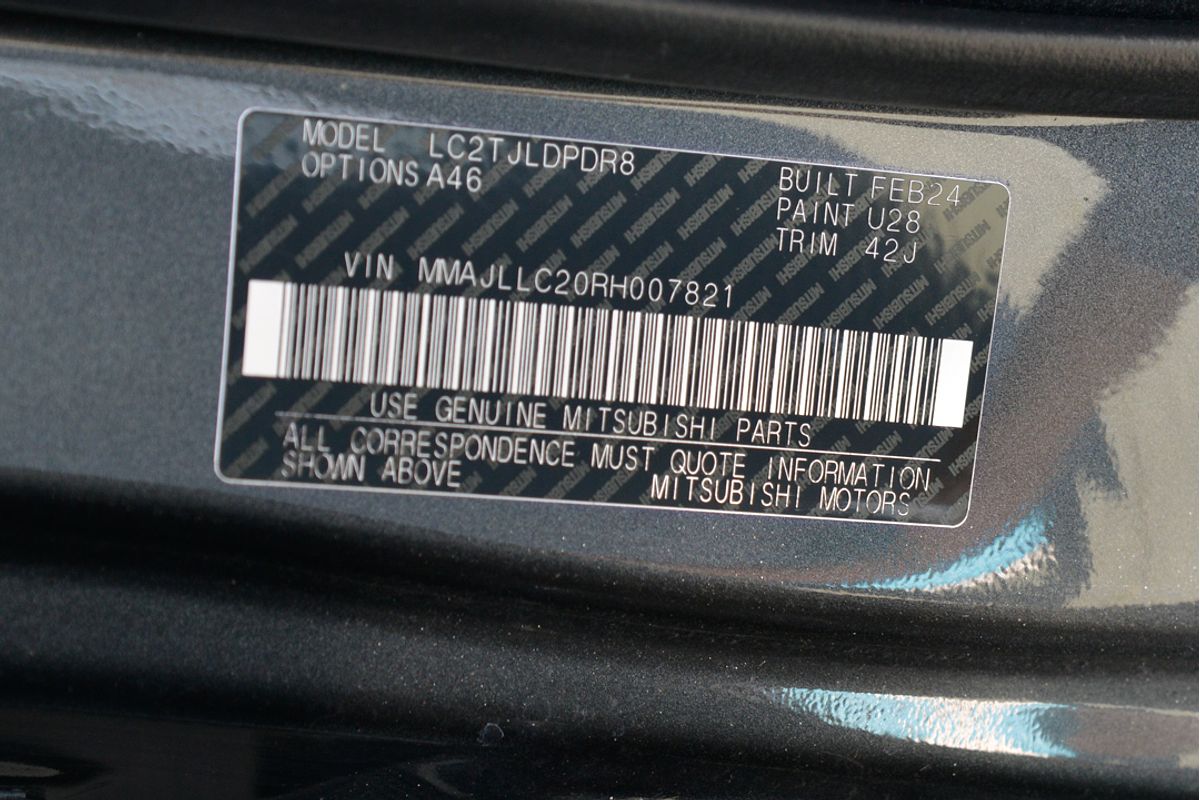 MODEL LC2TJLDPDR8
OPTIONS A46
BUILT FEB24
PAINT U28
TRIM 42J
VIN MMAJLLC20RH007821
USE GENUINE MITSUBISHI PARTS
ALL CORRESPONDENCE MUST QUOTE INFORMATION
SHOWN ABOVE
MITSUBISHI MOTORS